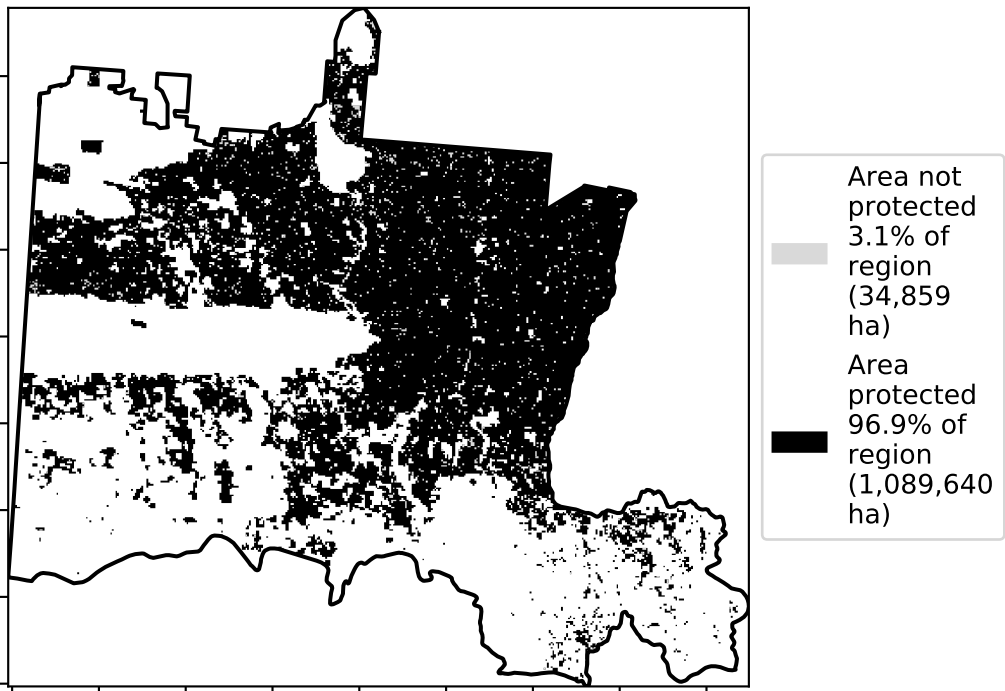 Area not
protected
3.1% of
region
(34,859
ha)
Area
protected
96.9% of
region
(1,089,640
ha)